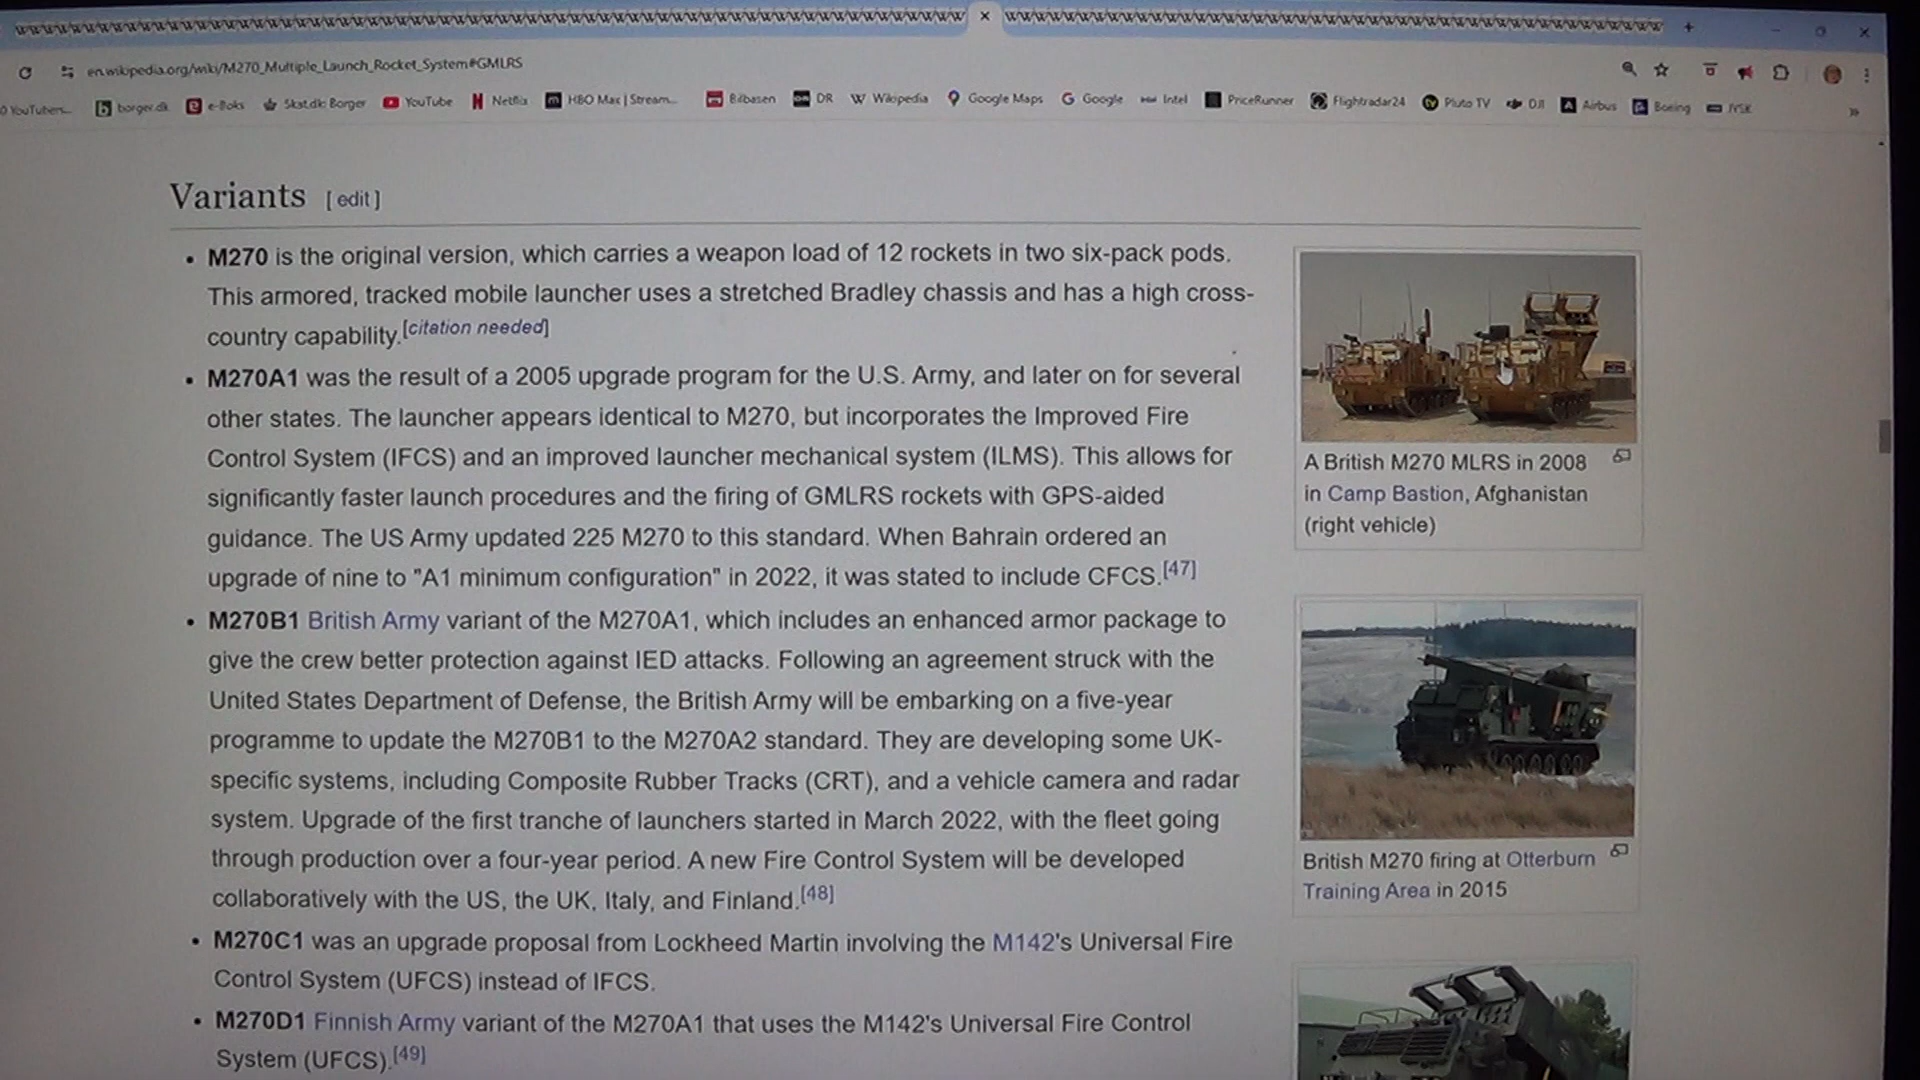 en.wikipedia.org/wiki/M270_Multiple_Launch_Rocket_System#GMLRS
YouTubers... borger.dk e-Boks Skat.dk: Borger YouTube Netflix HBO Max | Stream... Bilbasen DR Wikipedia Google Maps Google Intel PriceRunner Flightradar24 Pluto TV DJI Airbus Boeing JYSK
Variants [ edit ]
• M270 is the original version, which carries a weapon load of 12 rockets in two six-pack pods.
This armored, tracked mobile launcher uses a stretched Bradley chassis and has a high cross-
country capability.[citation needed]
• M270A1 was the result of a 2005 upgrade program for the U.S. Army, and later on for several
other states. The launcher appears identical to M270, but incorporates the Improved Fire
Control System (IFCS) and an improved launcher mechanical system (ILMS). This allows for
significantly faster launch procedures and the firing of GMLRS rockets with GPS-aided
guidance. The US Army updated 225 M270 to this standard. When Bahrain ordered an
upgrade of nine to "A1 minimum configuration" in 2022, it was stated to include CFCS.[47]
• M270B1 British Army variant of the M270A1, which includes an enhanced armor package to
give the crew better protection against IED attacks. Following an agreement struck with the
United States Department of Defense, the British Army will be embarking on a five-year
programme to update the M270B1 to the M270A2 standard. They are developing some UK-
specific systems, including Composite Rubber Tracks (CRT), and a vehicle camera and radar
system. Upgrade of the first tranche of launchers started in March 2022, with the fleet going
through production over a four-year period. A new Fire Control System will be developed
collaboratively with the US, the UK, Italy, and Finland.[48]
• M270C1 was an upgrade proposal from Lockheed Martin involving the M142's Universal Fire
Control System (UFCS) instead of IFCS.
• M270D1 Finnish Army variant of the M270A1 that uses the M142's Universal Fire Control
System (UFCS).[49]
A British M270 MLRS in 2008
in Camp Bastion, Afghanistan
(right vehicle)
British M270 firing at Otterburn
Training Area in 2015